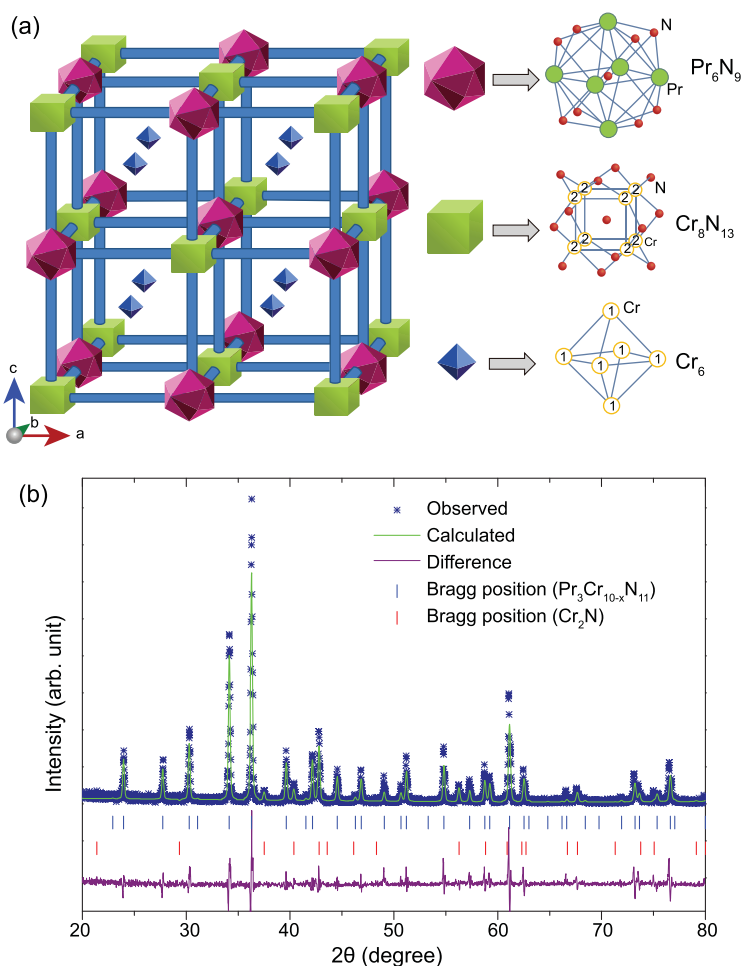 (a)
N
Pr
Pr6N9
2 2 2 2 2 2 2 2
N
Cr
Cr8N13
Cr
1 1 1 1 1 1
Cr6
c
b
a
(b)
Observed
Calculated
Difference
Bragg position (Pr3Cr10-xN11)
Bragg position (Cr2N)
Intensity (arb. unit)
20 30 40 50 60 70 80
2θ (degree)